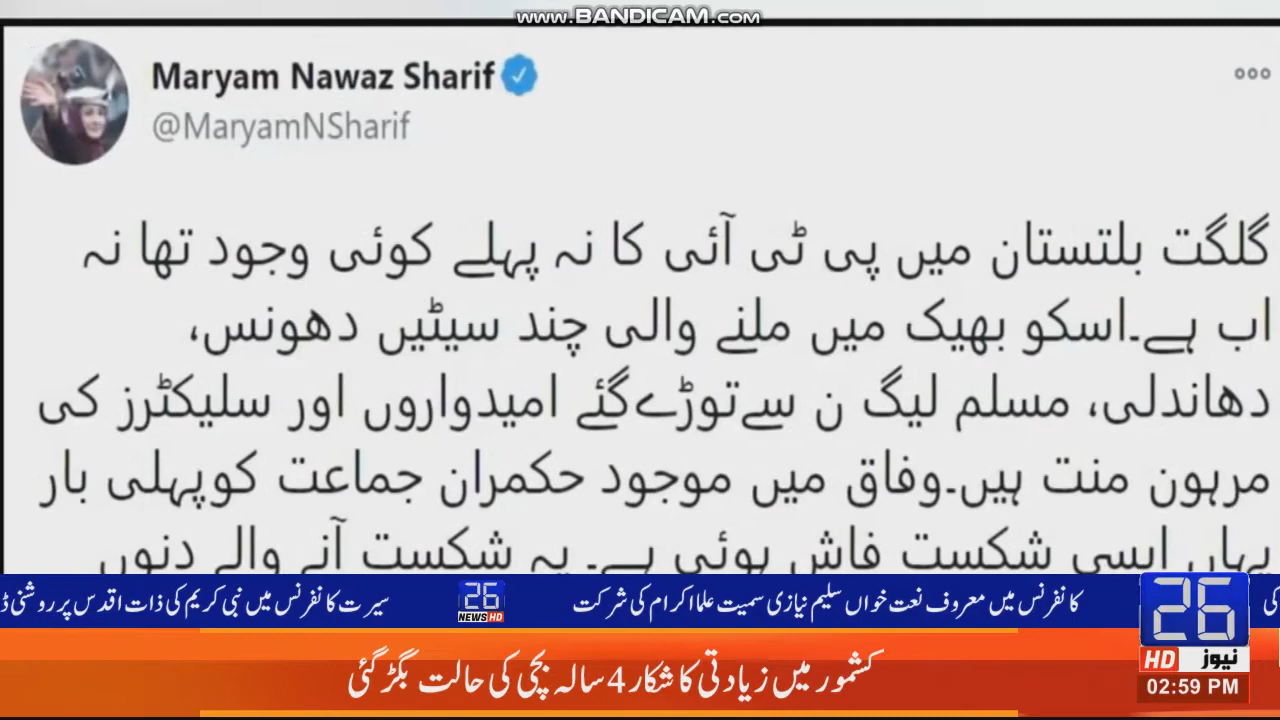 www.BANDICAM.com
Maryam Nawaz Sharif
@MaryamNSharif
گلگت بلتستان میں پی ٹی آئی کا نہ پہلے کوئی وجود تھا نہ
اب ہے۔اسکو بھیک میں ملنے والی چند سیٹیں دھونس،
دھاندلی، مسلم لیگ ن سےتوڑےگئے امیدواروں اور سلیکٹرز کی
مرہون منت ہیں۔وفاق میں موجود حکمران جماعت کوپہلی بار
یہاں ایسی شکست فاش ہوئی ہے۔ یہ شکست آنے والے دنوں
کی
کانفرنس میں معروف نعت خواں سلیم نیازی سمیت علما اکرام کی شرکت
26 NEWS HD
سیرت کانفرنس میں نبی کریم کی ذات اقدس پر روشنی ڈ
26
HD نیوز
02:59 PM
کشمور میں زیادتی کا شکار 4 سالہ بچی کی حالت بگڑ گئی